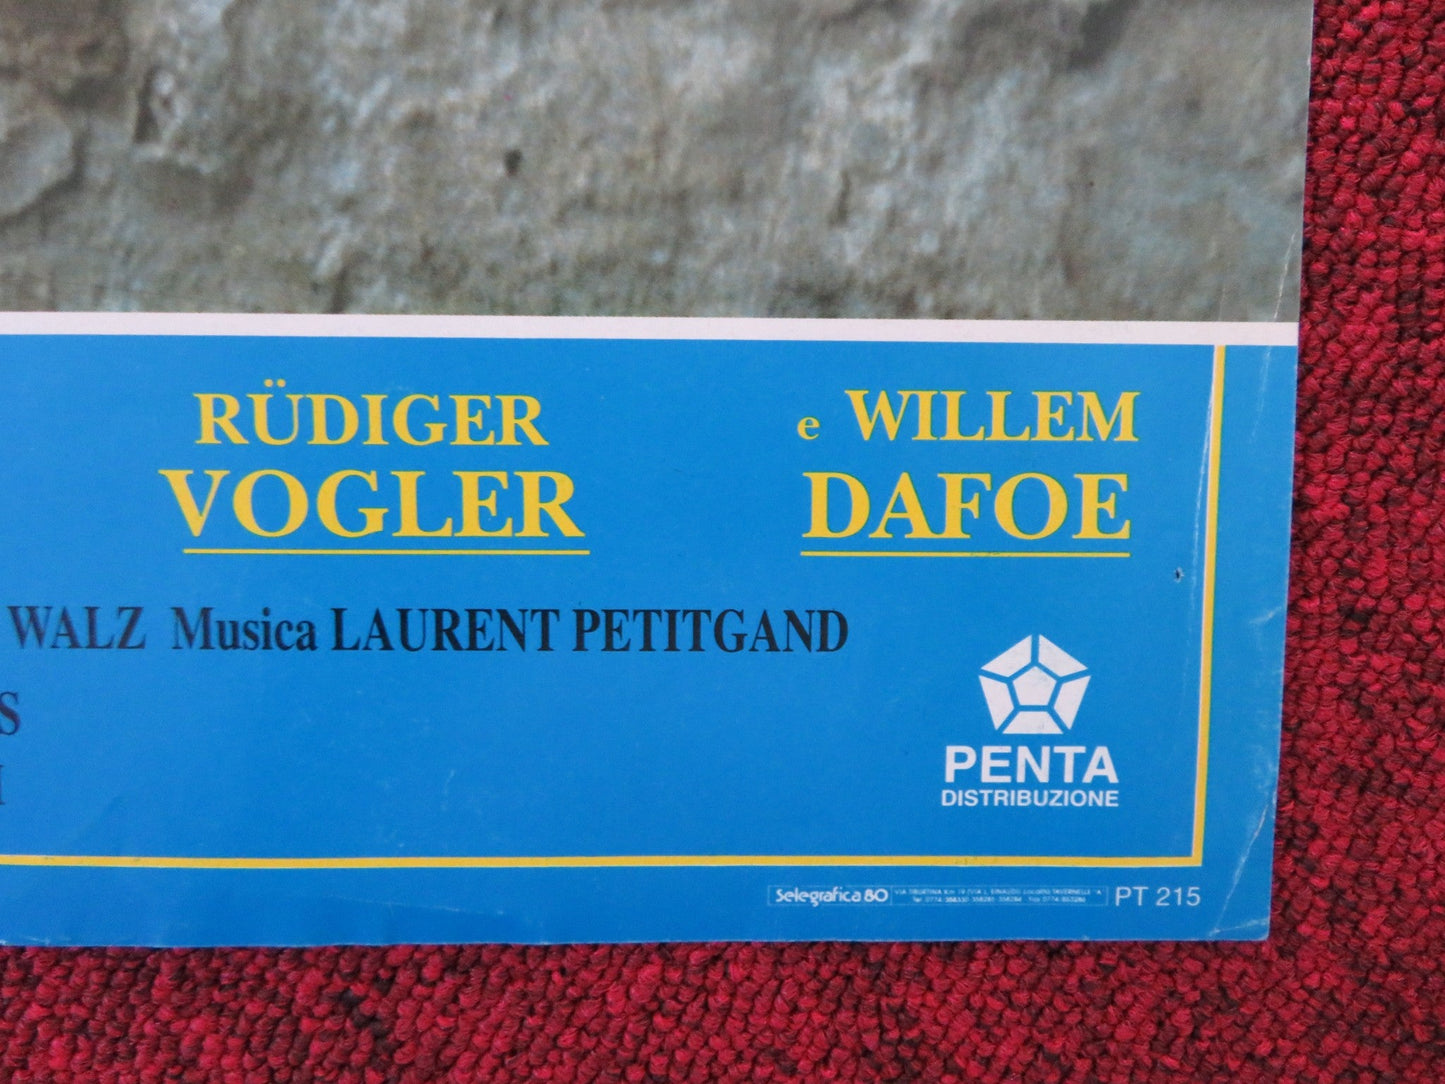 RÜDIGER
VOGLER
e WILLEM
DAFOE
WALZ Musica LAURENT PETITGAND
S
PENTA
DISTRIBUZIONE
Selegrafica 80
PT 215